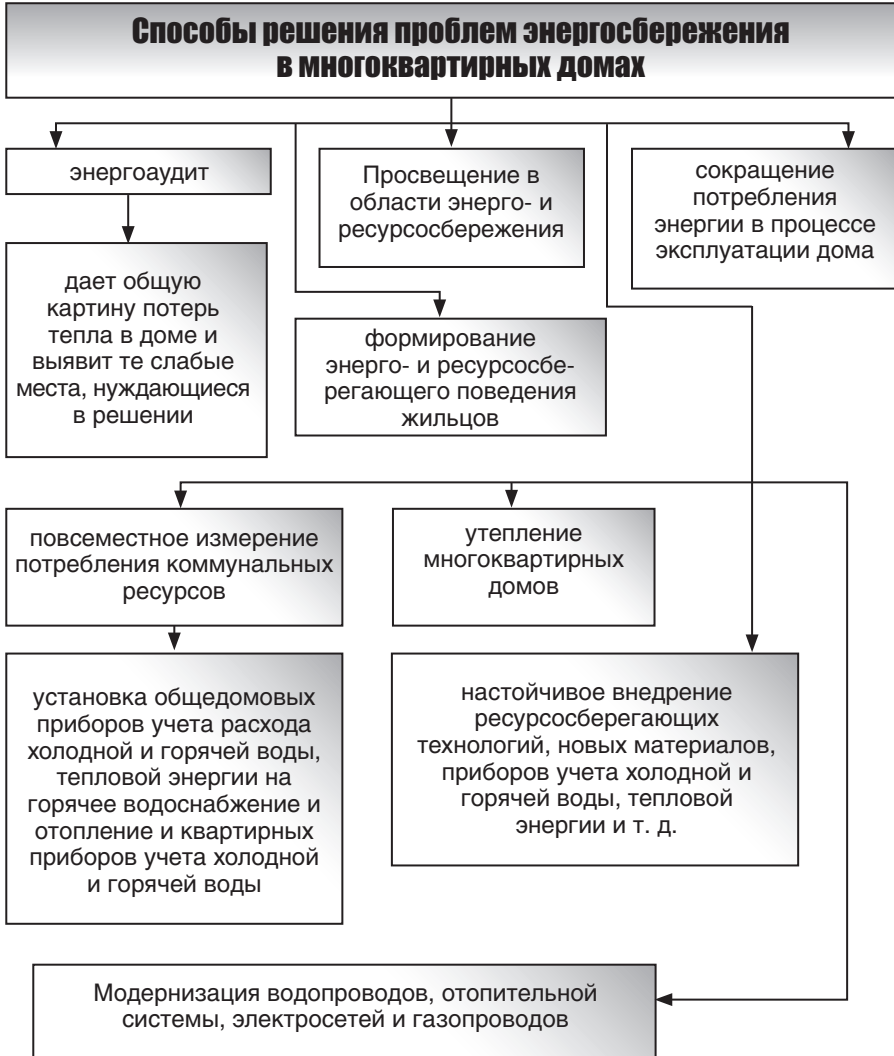 Способы решения проблем энергосбережения
в многоквартирных домах
энергоаудит
Просвещение в
области энерго- и
ресурсосбережения
сокращение
потребления
энергии в процессе
эксплуатации дома
дает общую
картину потерь
тепла в доме и
выявит те слабые
места, нуждающиеся
в решении
формирование
энерго- и ресурсосбе-
регающего поведения
жильцов
повсеместное измерение
потребления коммунальных
ресурсов
утепление
многоквартирных
домов
установка общедомовых
приборов учета расхода
холодной и горячей воды,
тепловой энергии на
горячее водоснабжение и
отопление и квартирных
приборов учета холодной
и горячей воды
настойчивое внедрение
ресурсосберегающих
технологий, новых материалов,
приборов учета холодной и
горячей воды, тепловой
энергии и т. д.
Модернизация водопроводов, отопительной
системы, электросетей и газопроводов